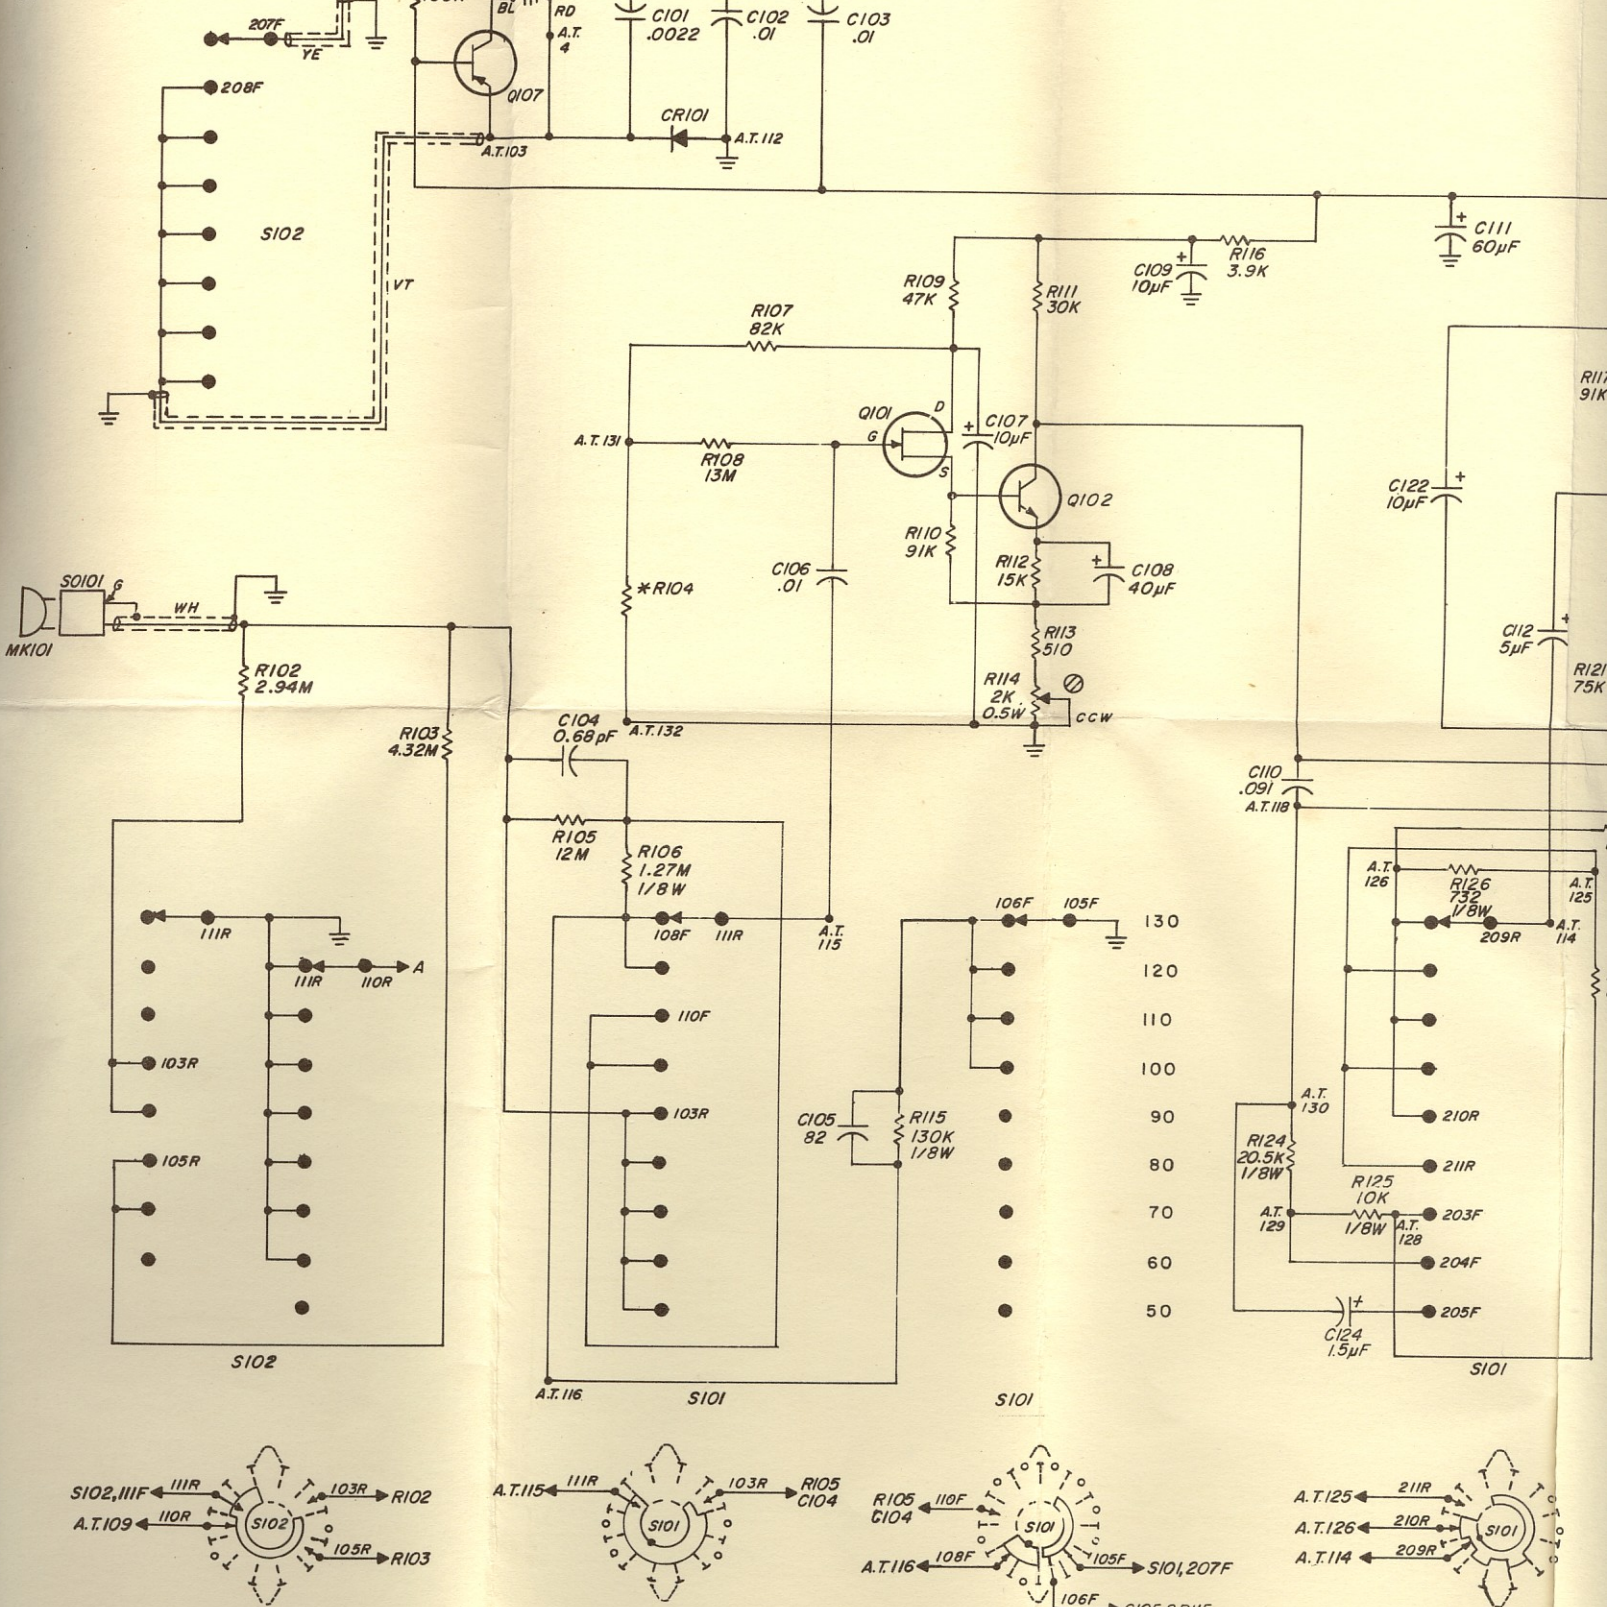 207F
YE
208F
BL
RD
A.T.
4
C101
.0022
C102
.01
C103
.01
Q107
A.T.103
CR101
A.T.112
S102
VT
C111
60µF
C109
10µF
R116
3.9K
R109
47K
R111
30K
R107
82K
R117
91K
Q101
D
G
S
C107
10µF
A.T.131
R108
13M
Q102
C122
10µF
R110
91K
R112
15K
C108
40µF
C106
.01
*R104
SO101
G
WH
MK101
R113
510
C112
5µF
R102
2.94M
R114
2K
0.5W
CCW
R121
75K
R103
4.32M
C104
0.68pF
A.T.132
C110
.091
A.T.118
R105
12M
R106
1.27M
1/8W
A.T.
126
R126
732
1/8W
A.T.
125
111R
108F
111R
A.T.
115
106F
105F
130
209R
A.T.
114
111R
110R
A
120
110F
110
103R
100
103R
C105
82
R115
130K
1/8W
90
A.T.
130
210R
105R
80
R124
20.5K
1/8W
211R
70
A.T.
129
R125
10K
1/8W
A.T.
128
203F
60
204F
50
C124
1.5µF
205F
S102
A.T.116
S101
S101
S101
S102,111F
111R
103R
R102
A.T.109
110R
S102
105R
R103
A.T.115
111R
103R
R105
C104
S101
R105
C104
110F
S101
A.T.116
108F
105F
S101,207F
106F
A.T.125
211R
A.T.126
210R
S101
A.T.114
209R